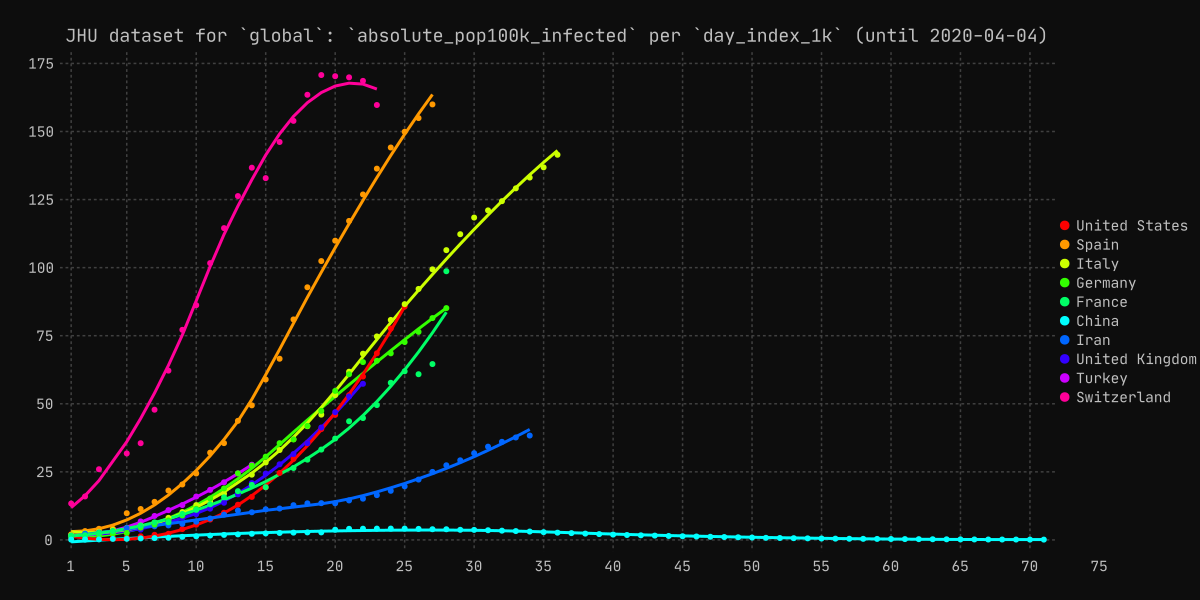 JHU dataset for `global`: `absolute_pop100k_infected` per `day_index_1k` (until 2020-04-04)
175
150
125
100
75
50
25
0
1 5 10 15 20 25 30 35 40 45 50 55 60 65 70 75
United States
Spain
Italy
Germany
France
China
Iran
United Kingdom
Turkey
Switzerland